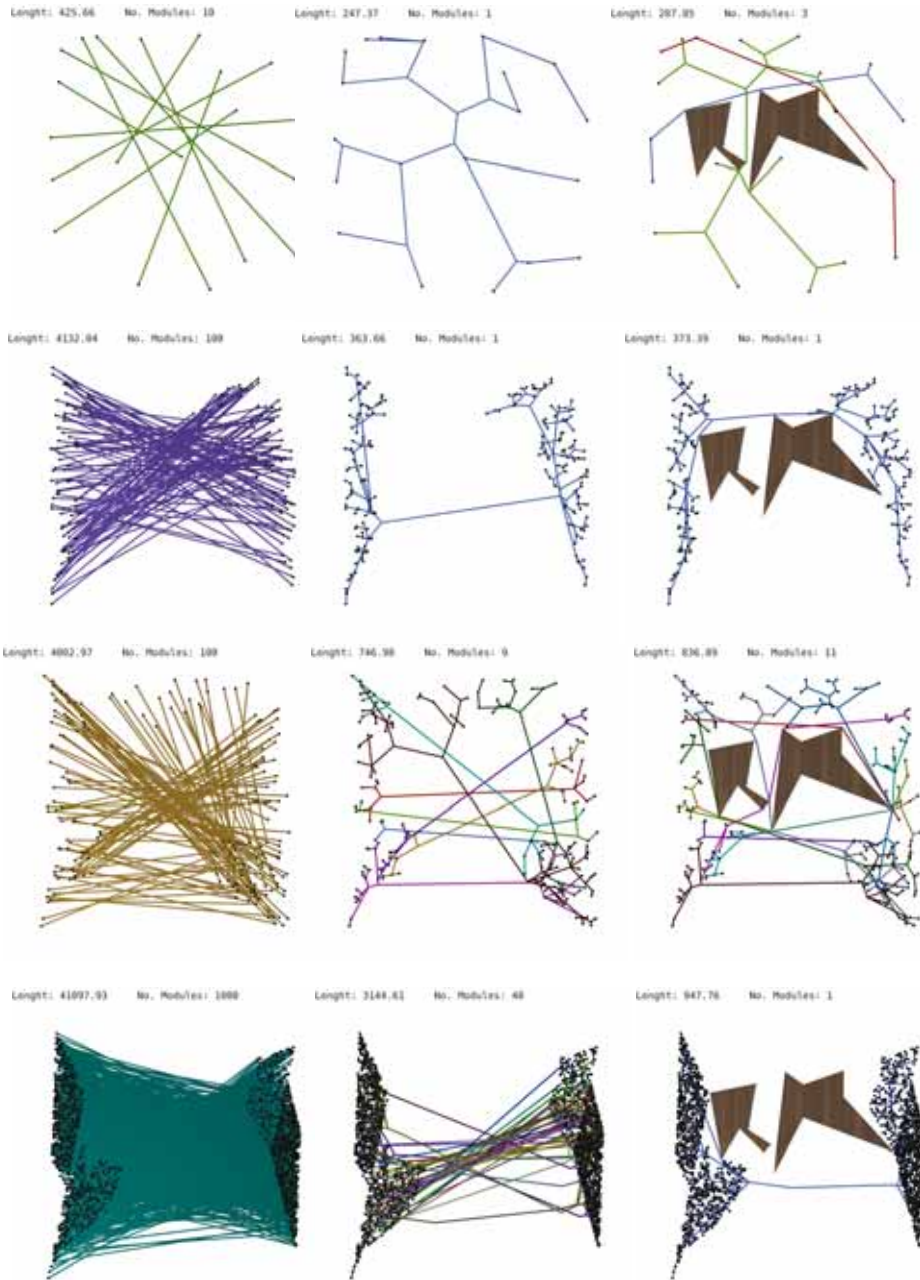 Lenght: 425.66 No. Modules: 10
Lenght: 247.37 No. Modules: 1
Lenght: 287.85 No. Modules: 3
Lenght: 4132.04 No. Modules: 100
Lenght: 363.66 No. Modules: 1
Lenght: 373.39 No. Modules: 1
Lenght: 4002.97 No. Modules: 100
Lenght: 746.98 No. Modules: 9
Lenght: 836.89 No. Modules: 11
Lenght: 41097.93 No. Modules: 1000
Lenght: 3144.61 No. Modules: 40
Lenght: 947.76 No. Modules: 1